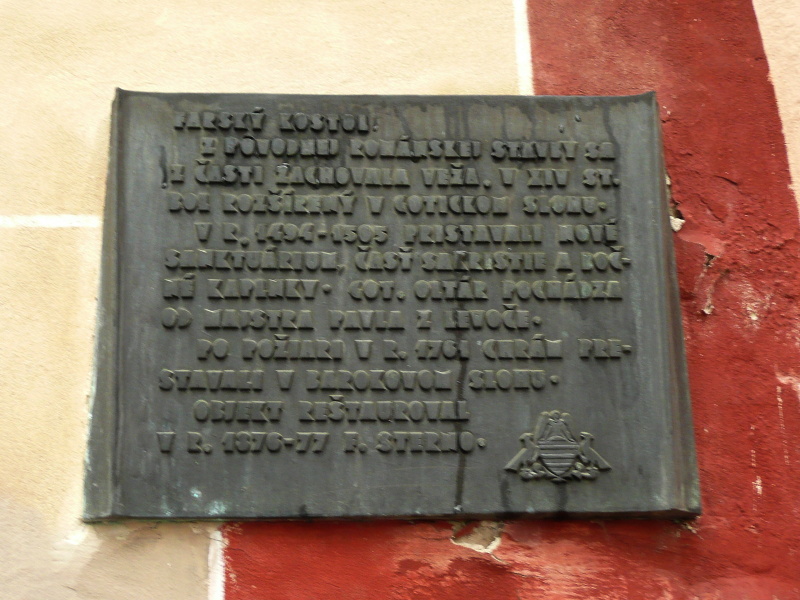 FARSKÝ KOSTOL
Z PÔVODNEJ ROMÁNSKEJ STAVBY SA
Z ČASTI ZACHOVALA VEŽA. V XIV ST.
BOL ROZŠÍRENÝ V GOTICKOM SLOHU.
V R. 1494-1505 PRISTAVALI NOVÉ
SANKTUÁRIUM, ČASŤ SAKRISTIE A BOČ-
NÉ KAPLNKY. GOT. OLTÁR POCHÁDZA
OD MAJSTRA PAVLA Z LEVOČE.
PO POŽIARI V R. 1761 CHRÁM PRE-
STAVALI V BAROKOVOM SLOHU.
OBJEKT REŠTAUROVAL
V R. 1876-77 F. STORNO.